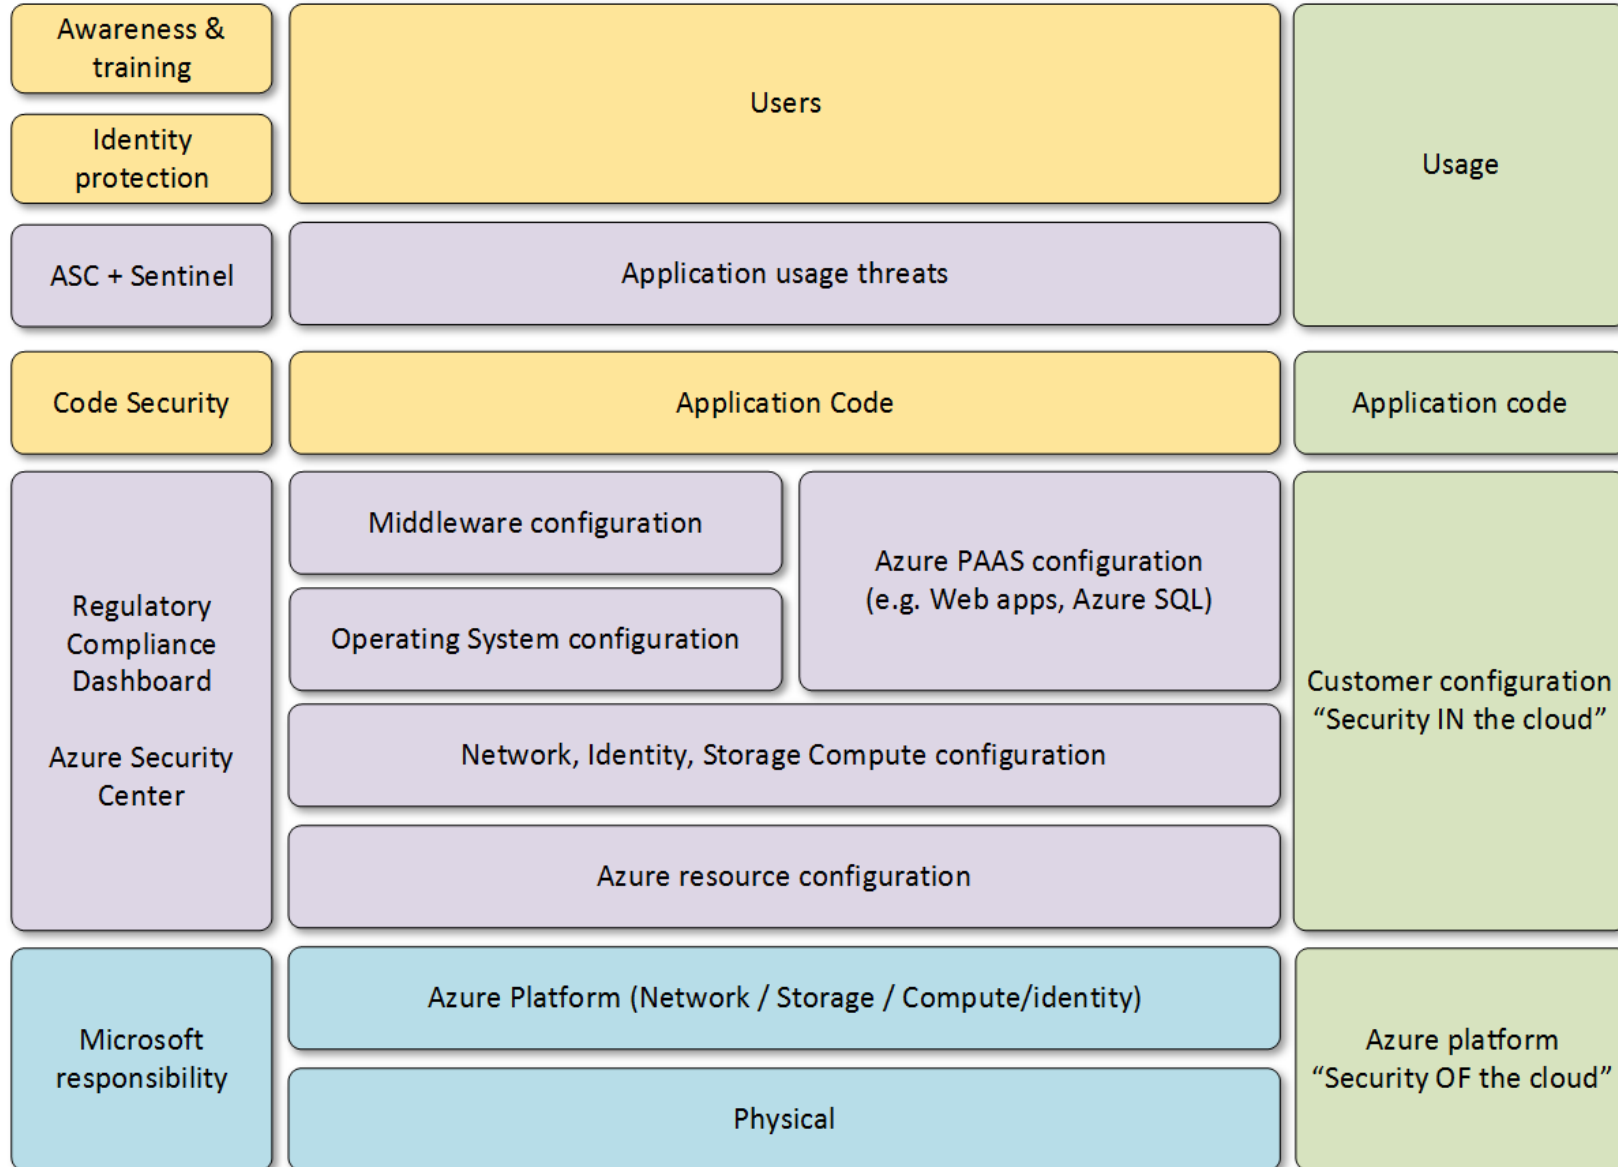 Awareness &
training
Users
Usage
Identity
protection
ASC + Sentinel
Application usage threats
Code Security
Application Code
Application code
Regulatory
Compliance
Dashboard
Azure Security
Center
Middleware configuration
Azure PAAS configuration
(e.g. Web apps, Azure SQL)
Operating System configuration
Network, Identity, Storage Compute configuration
Azure resource configuration
Customer configuration
“Security IN the cloud”
Microsoft
responsibility
Azure Platform (Network / Storage / Compute/identity)
Physical
Azure platform
“Security OF the cloud”